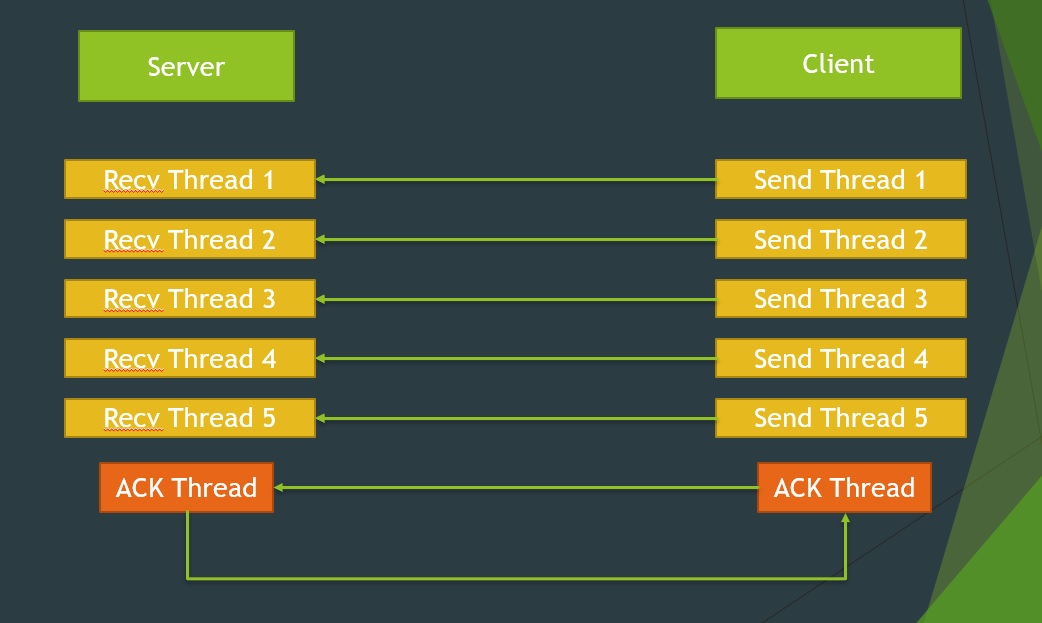 Server
Client
Recv Thread 1
Send Thread 1
Recv Thread 2
Send Thread 2
Recv Thread 3
Send Thread 3
Recv Thread 4
Send Thread 4
Recv Thread 5
Send Thread 5
ACK Thread
ACK Thread